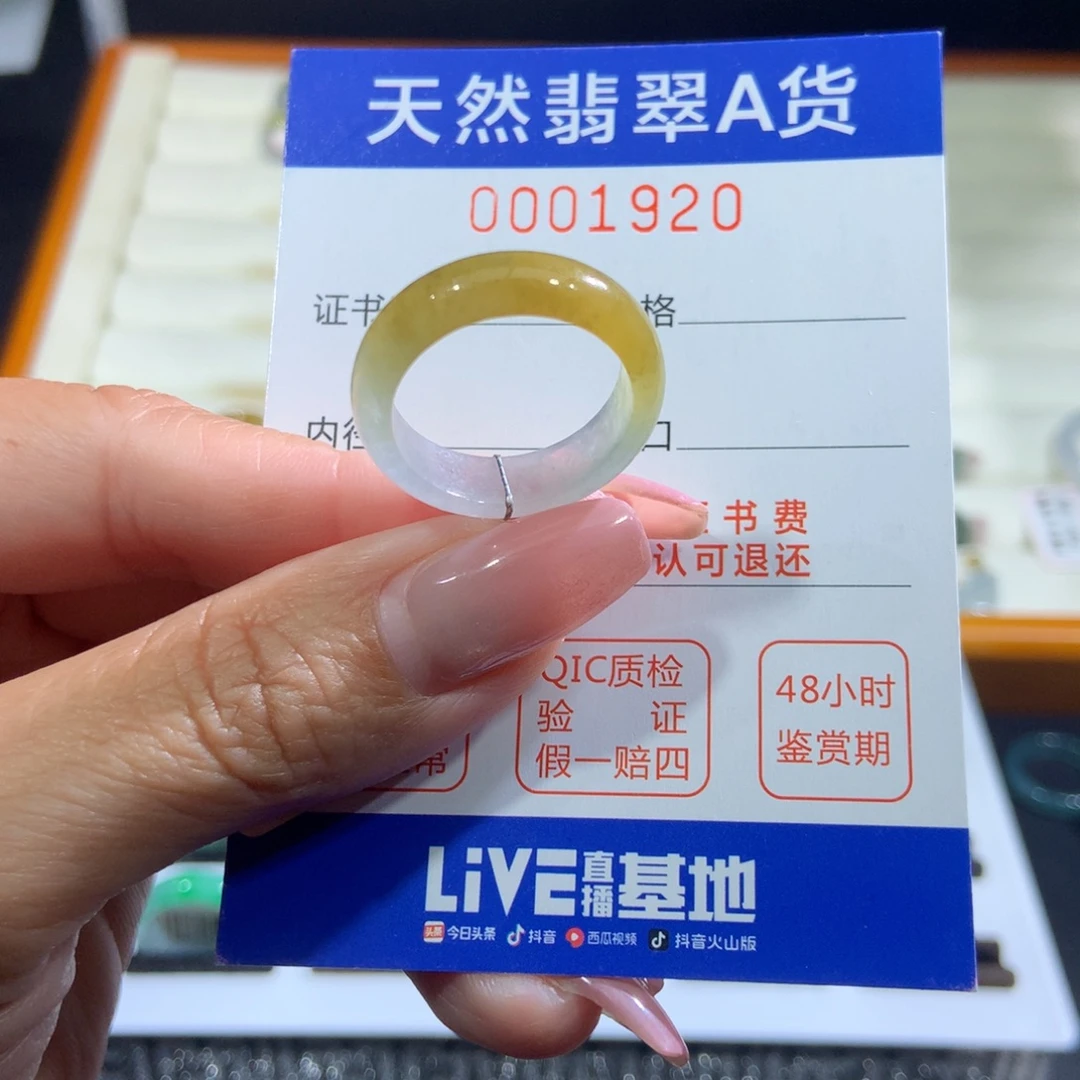 天然翡翠A货
0001920
证书 格
内径 口
书费
认可退还
QIC质检
验 证
假一赔四
48小时
鉴赏期
常
LiVE直播基地
头条 今日头条 抖音 西瓜视频 抖音火山版